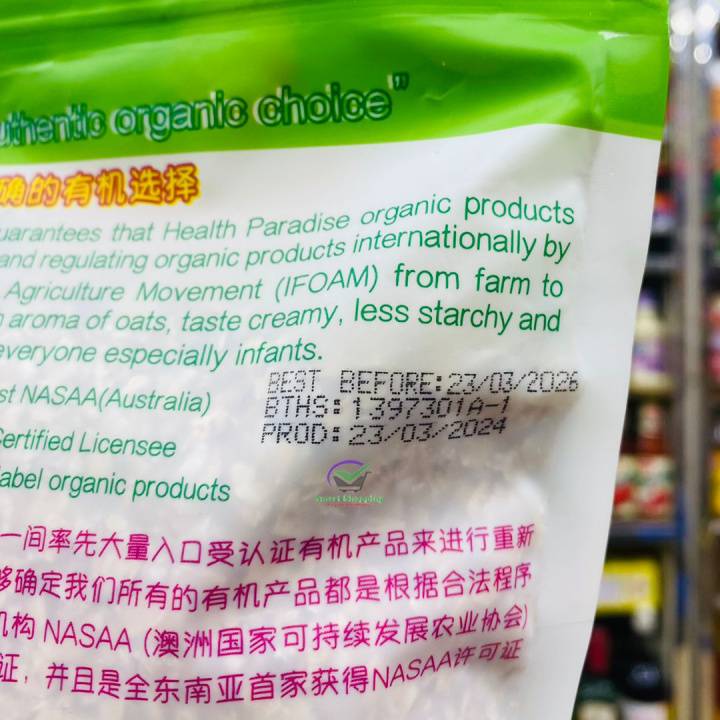 authentic organic choice"
确的有机选择
guarantees that Health Paradise organic products
and regulating organic products internationally by
Agriculture Movement (IFOAM) from farm to
aroma of oats, taste creamy, less starchy and
everyone especially infants.
st NASAA(Australia)
BEST BEFORE:23/03/2026
BTHS:1397301A-1
PROD:23/03/2024
Certified Licensee
label organic products
Smart Shopping
一间率先大量入口受认证有机产品来进行重新
够确定我们所有的有机产品都是根据合法程序
机构 NASAA (澳洲国家可持续发展农业协会)
证，并且是全东南亚首家获得NASAA许可证